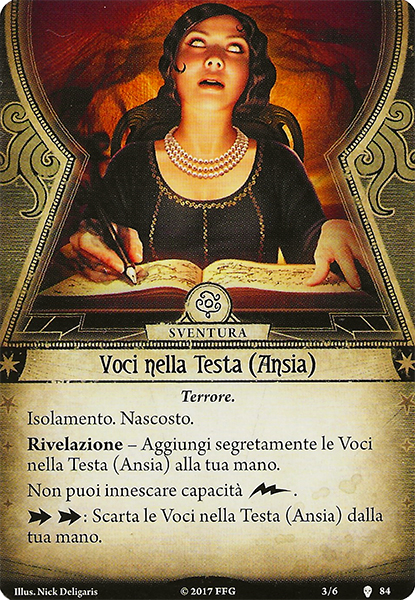 SVENTURA
Voci nella Testa (Ansia)
Terrore.
Isolamento. Nascosto.
Rivelazione – Aggiungi segretamente le Voci
nella Testa (Ansia) alla tua mano.
Non puoi innescare capacità .
: Scarta le Voci nella Testa (Ansia) dalla
tua mano.
Illus. Nick Deligaris © 2017 FFG 3/6 84